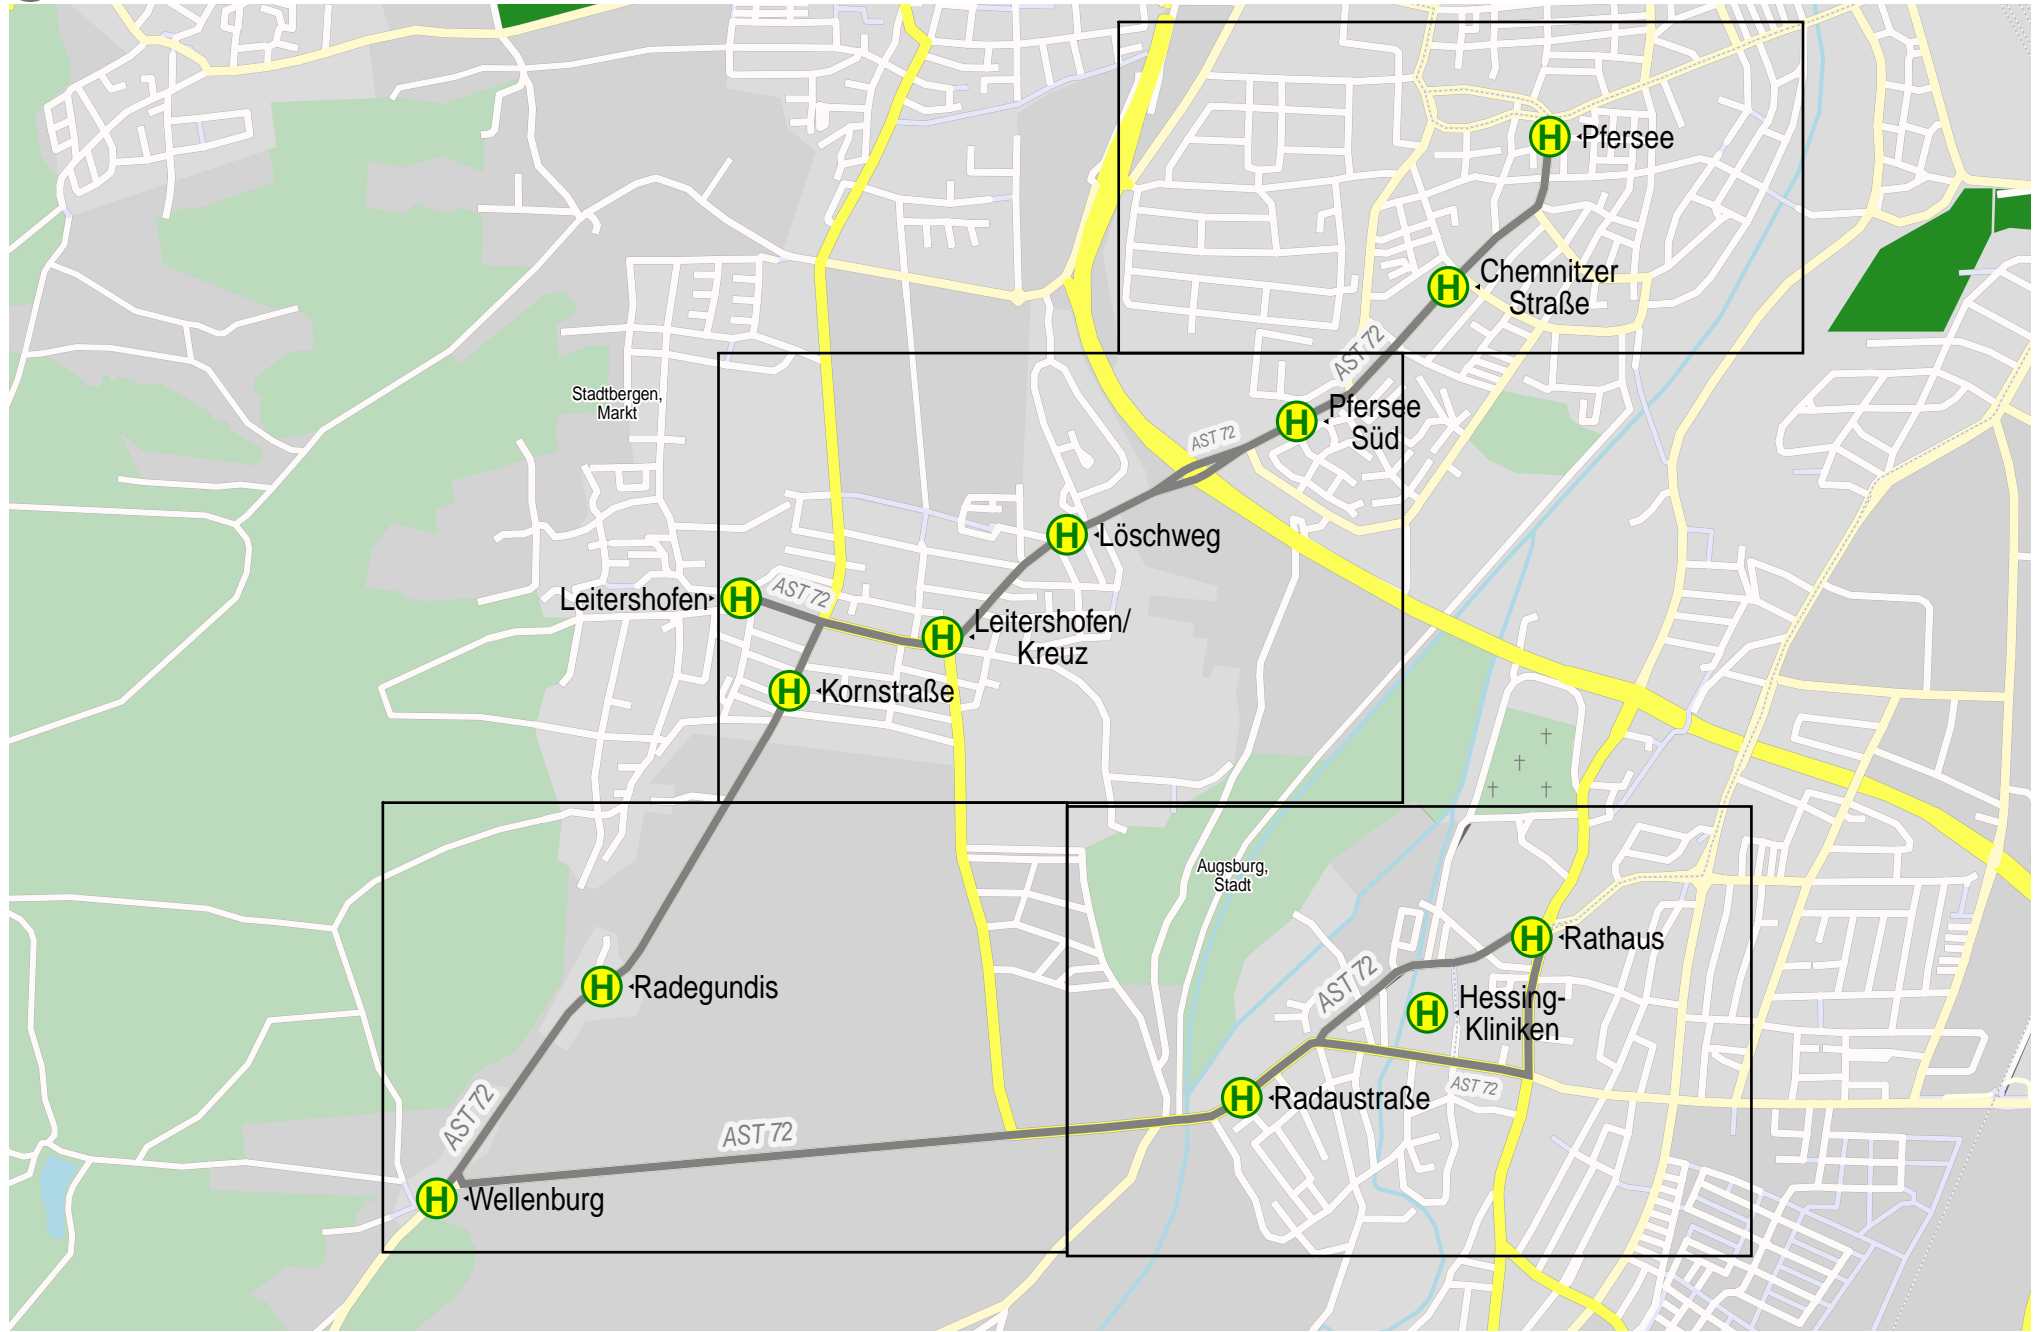 H Pfersee
H Chemnitzer
Straße
AST 72
Stadtbergen,
Markt
H Pfersee
Süd
AST 72
H Löschweg
Leitershofen H
AST 72
H Leitershofen/
Kreuz
H Kornstraße
Augsburg,
Stadt
H Rathaus
AST 72
H Radegundis
H Hessing-
Kliniken
AST 72
H Radaustraße
AST 72
AST 72
H Wellenburg